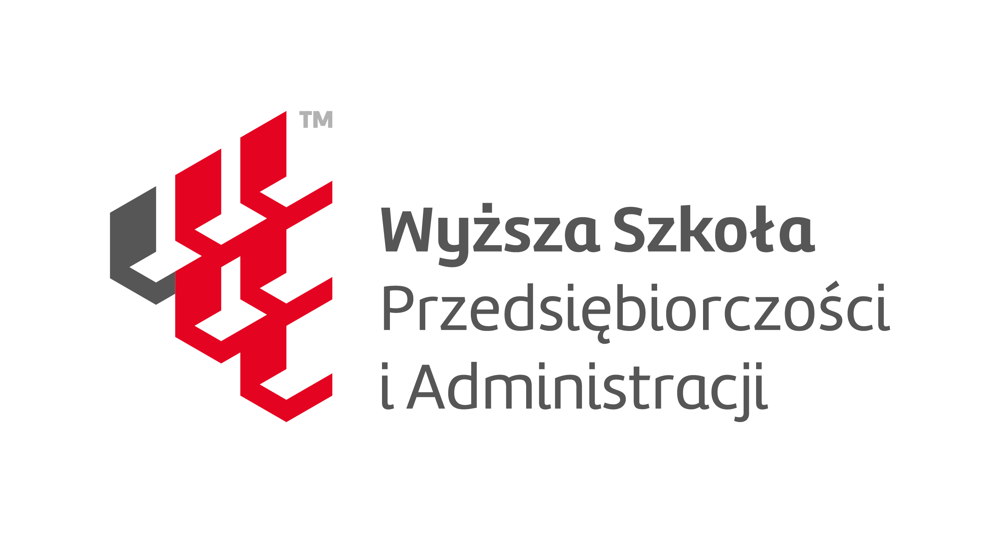 TM
Wyższa Szkoła
Przedsiębiorczości
i Administracji